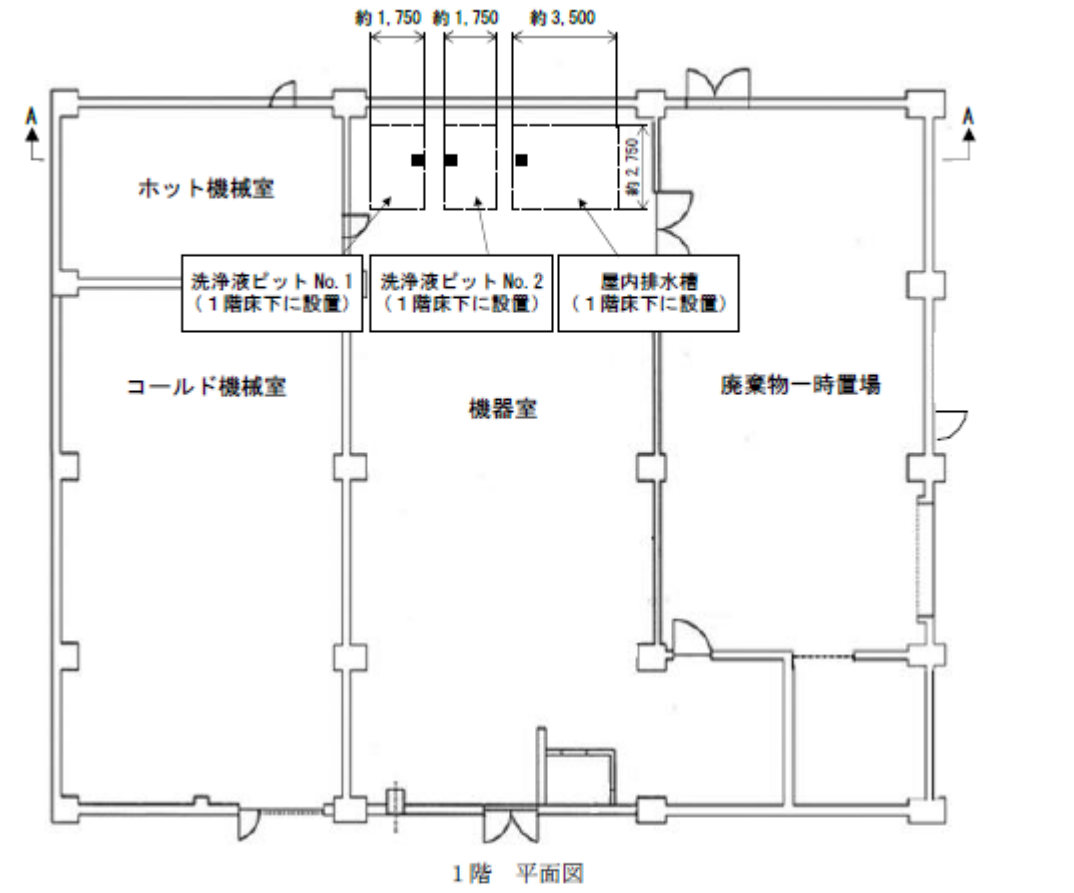 約1,750 約1,750 約3,500
A
A
約2,750
ホット機械室
洗浄液ピット No.1
（１階床下に設置）
洗浄液ピット No.2
（１階床下に設置）
屋内排水槽
（１階床下に設置）
コールド機械室
機器室
廃棄物一時置場
１階　平面図